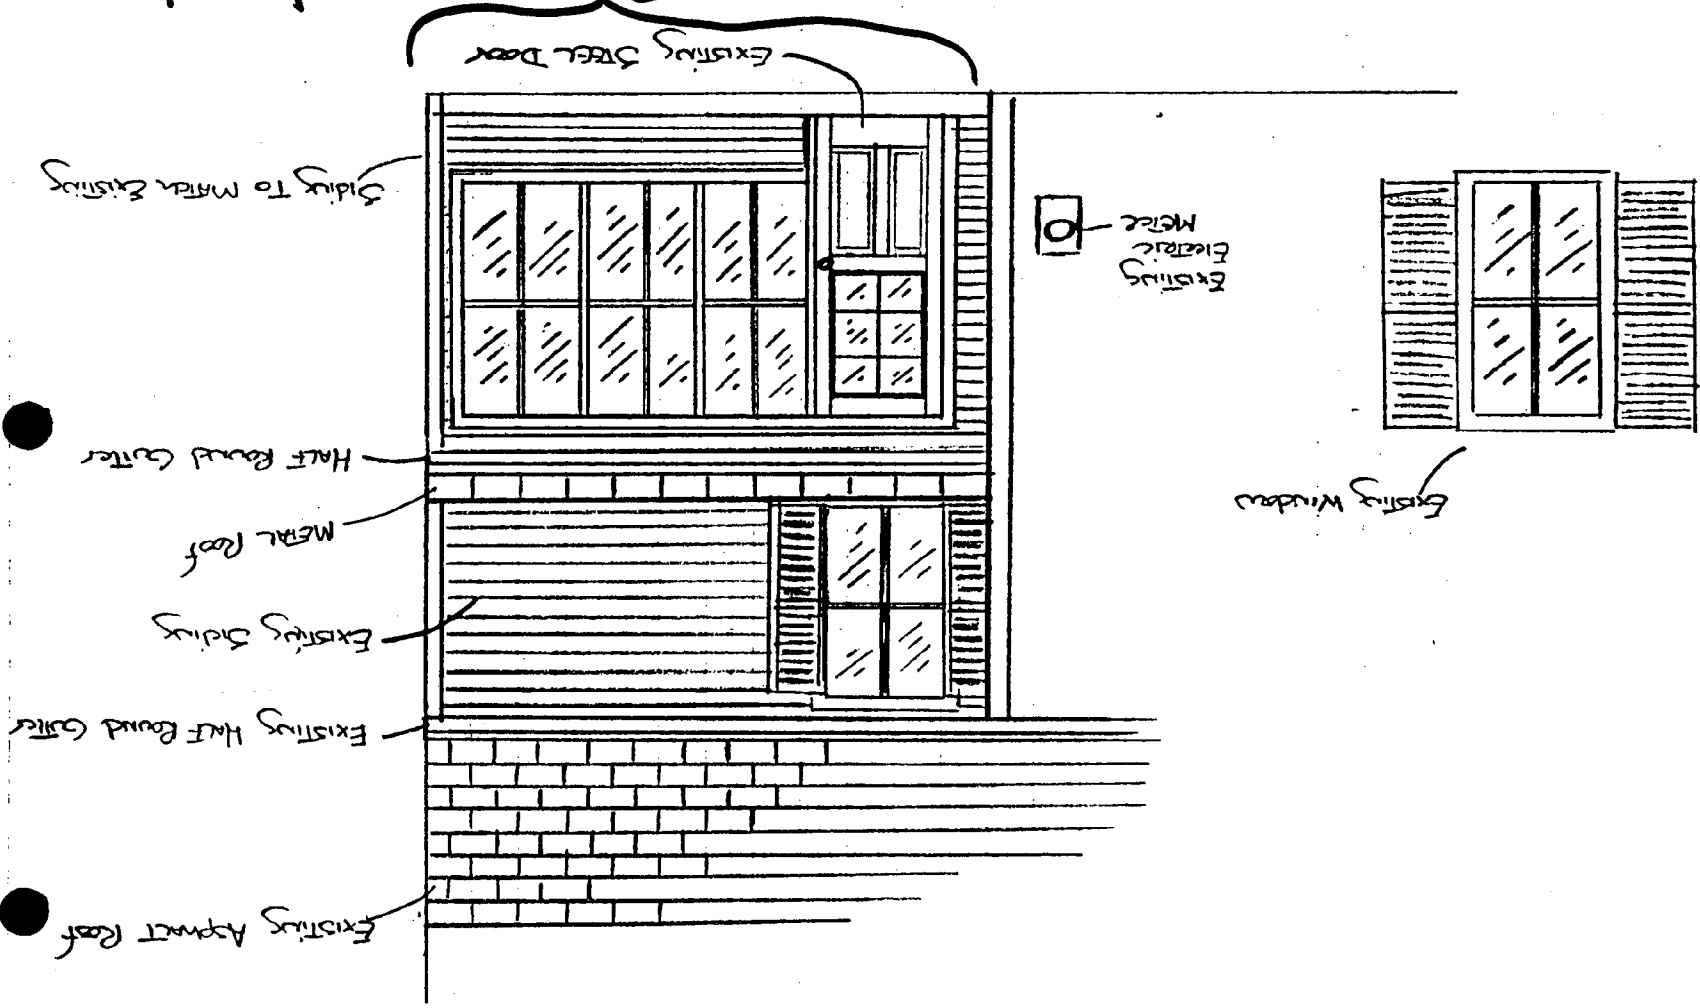 Existing Asphalt Roof
Existing Half Round Gutter
Existing Siding
Metal Roof
Existing Window
Half Round Gutter
Existing
Electric
Meter
Siding To Match Existing
Existing Steel Door